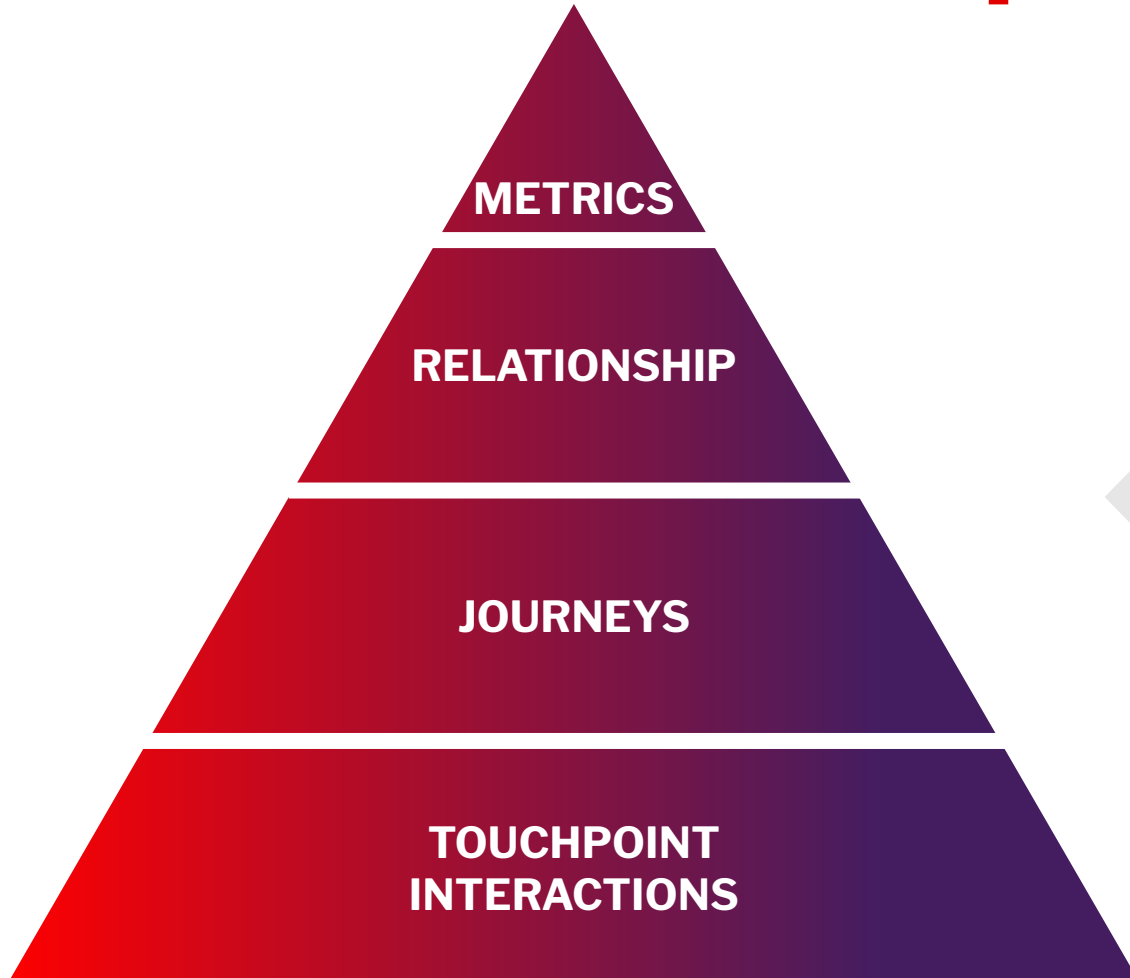 METRICS
RELATIONSHIP
JOURNEYS
TOUCHPOINT
INTERACTIONS